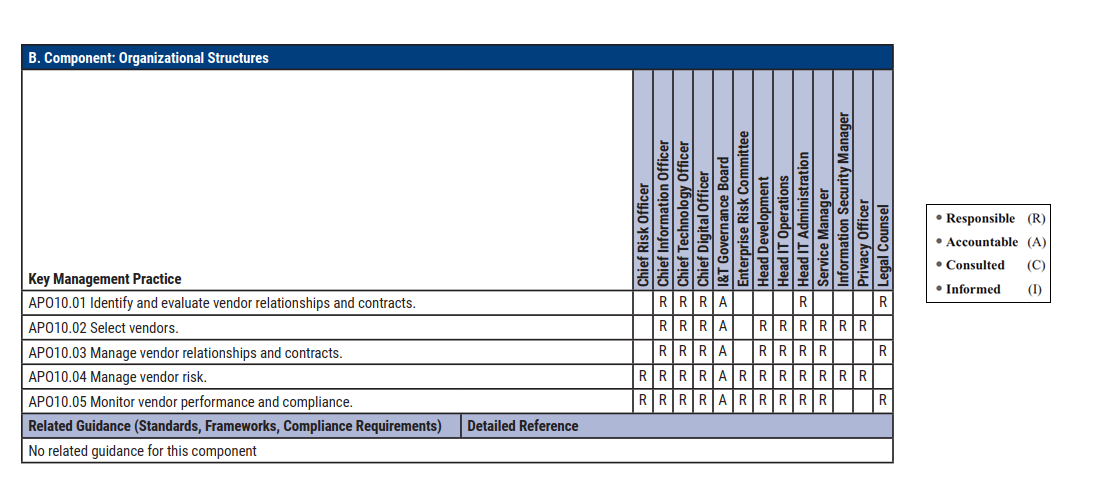 B. Component: Organizational Structures
Key Management Practice
Chief Risk Officer
Chief Information Officer
Chief Technology Officer
Chief Digital Officer
I&T Governance Board
Enterprise Risk Committee
Head Development
Head IT Operations
Head IT Administration
Service Manager
Information Security Manager
Privacy Officer
Legal Counsel
APO10.01 Identify and evaluate vendor relationships and contracts. R R R A R R
APO10.02 Select vendors. R R R A R R R R R R
APO10.03 Manage vendor relationships and contracts. R R R A R R R R R
APO10.04 Manage vendor risk. R R R R A R R R R R R R
APO10.05 Monitor vendor performance and compliance. R R R R A R R R R R R
Related Guidance (Standards, Frameworks, Compliance Requirements) Detailed Reference
No related guidance for this component
• Responsible (R)
• Accountable (A)
• Consulted (C)
• Informed (I)